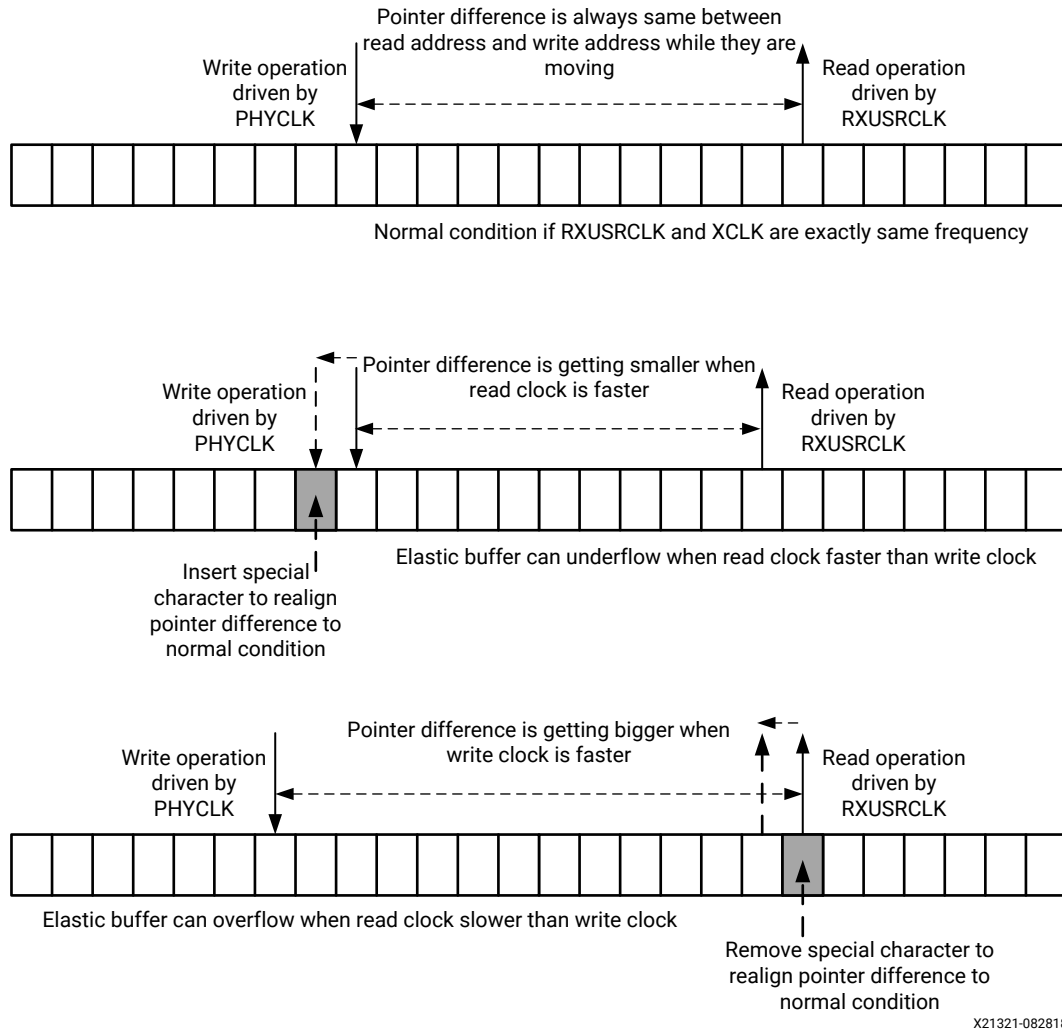 Pointer difference is always same between
read address and write address while they are
moving
Write operation
driven by
PHYCLK
Read operation
driven by
RXUSRCLK
Normal condition if RXUSRCLK and XCLK are exactly same frequency
Pointer difference is getting smaller when
read clock is faster
Write operation
driven by
PHYCLK
Read operation
driven by
RXUSRCLK
Elastic buffer can underflow when read clock faster than write clock
Insert special
character to realign
pointer difference to
normal condition
Pointer difference is getting bigger when
write clock is faster
Write operation
driven by
PHYCLK
Read operation
driven by
RXUSRCLK
Elastic buffer can overflow when read clock slower than write clock
Remove special character to
realign pointer difference to
normal condition
X21321-082818